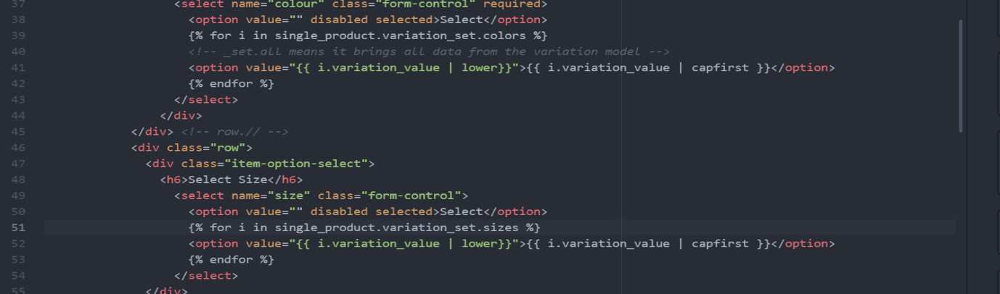 37 <select name="colour" class="form-control" required>
38 <option value="" disabled selected>Select</option>
39 {% for i in single_product.variation_set.colors %}
40 <!-- _set.all means it brings all data from the variation model -->
41 <option value="{{ i.variation_value | lower}}">{{ i.variation_value | capfirst }}</option>
42 {% endfor %}
43 </select>
44 </div>
45 </div> <!-- row.// -->
46 <div class="row">
47 <div class="item-option-select">
48 <h6>Select Size</h6>
49 <select name="size" class="form-control">
50 <option value="" disabled selected>Select</option>
51 {% for i in single_product.variation_set.sizes %}
52 <option value="{{ i.variation_value | lower}}">{{ i.variation_value | capfirst }}</option>
53 {% endfor %}
54 </select>
55 </div>